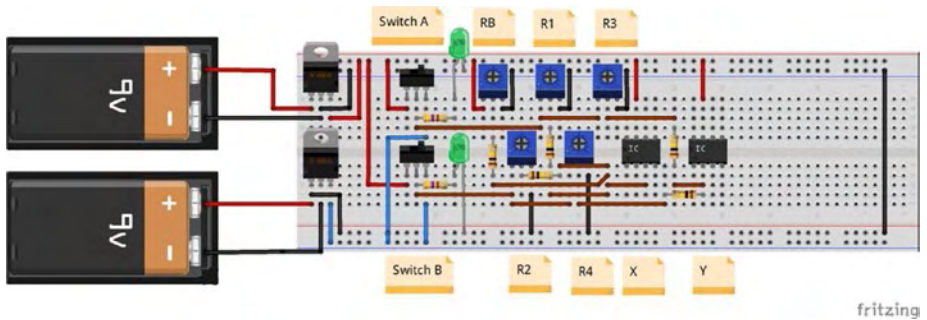 Switch A
RB
R1
R3
9V
+
-
IC
IC
9V
+
-
Switch B
R2
R4
X
Y
fritzing